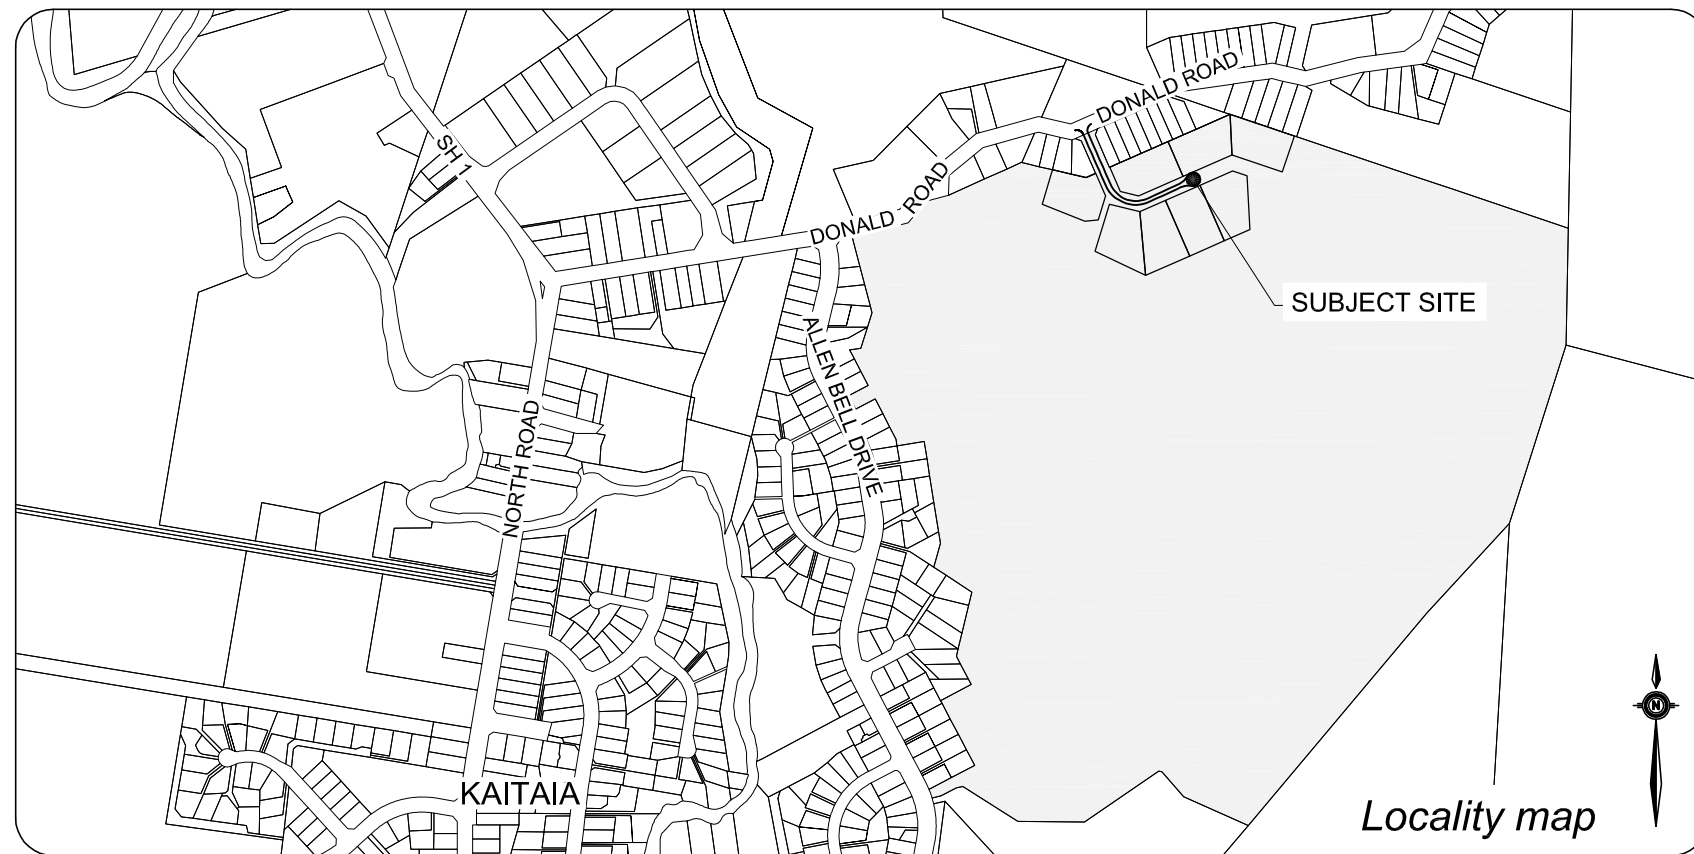 DONALD ROAD
SH 1
DONALD ROAD
SUBJECT SITE
ALLEN BELL DRIVE
NORTH ROAD
KAITAIA
Locality map
N